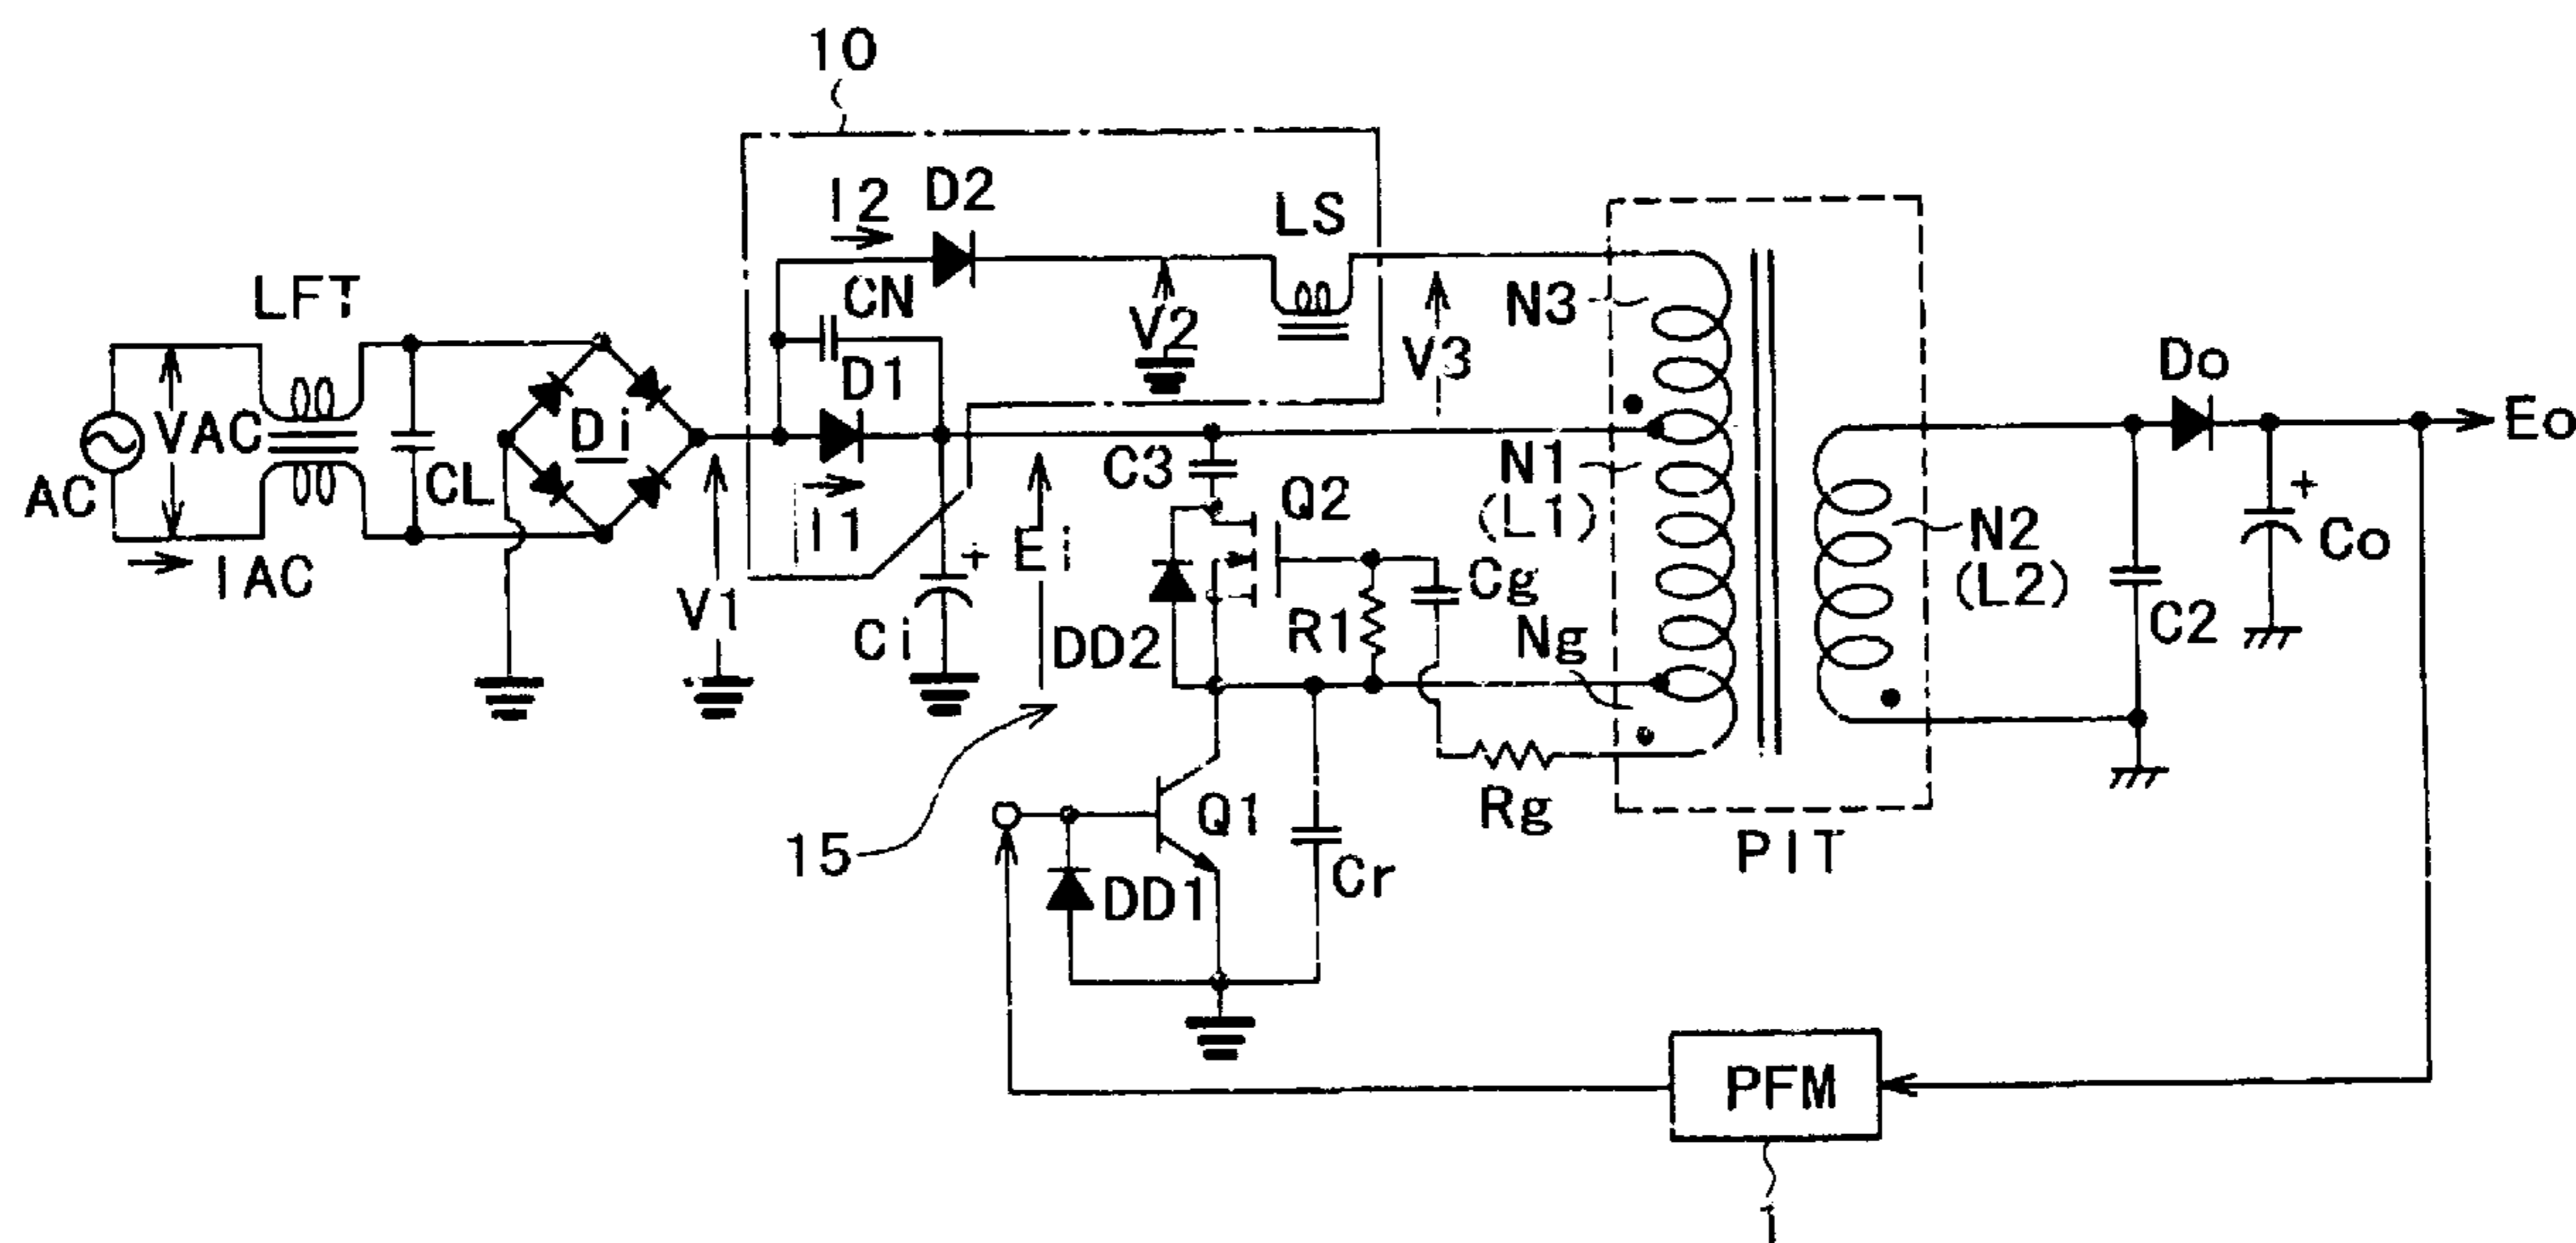 10
I2
D2
LS
LFT
CN
V2
N3
V3
D1
Do
Eo
VAC
Di
AC
CL
C3
N1
(L1)
Q2
I1
Ei
N2
(L2)
Co
IAC
V1
Ci
DD2
R1
Cg
Ng
C2
Q1
Rg
15
DD1
Cr
PIT
PFM
1
+
+